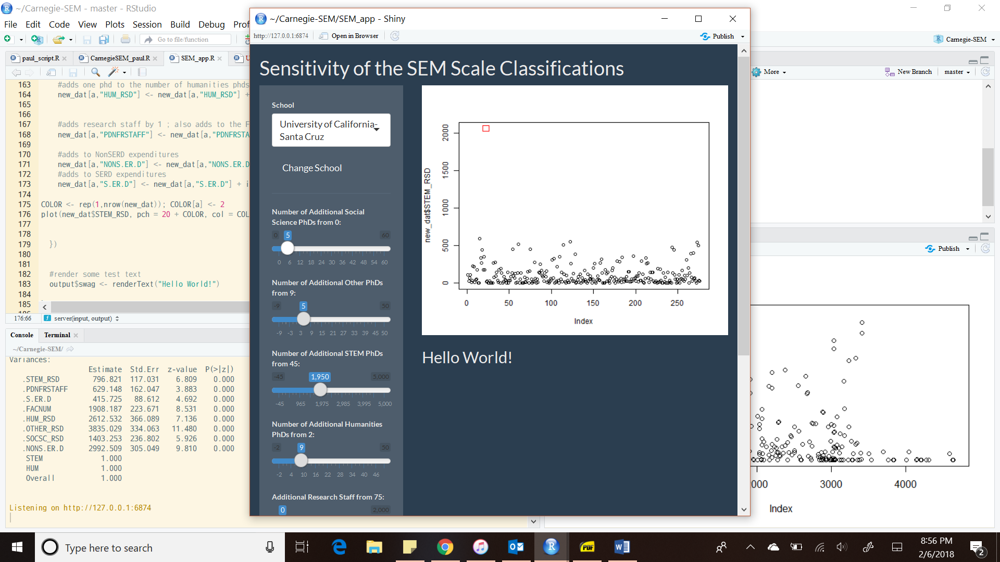 ~/Carnegie-SEM - master - RStudio
File Edit Code View Plots Session Build Debug Prof
Go to file/function
Carnegie-SEM
paul_script.R
CarnegieSEM_paul.R
SEM_app.R
163 #adds one phd to the number of humanities phds
164 new_dat[a,"HUM_RSD"] <- new_dat[a,"HUM_RSD"] +
165
166
167 #adds research staff by 1 ; also adds to the F
168 new_dat[a,"PDNFRSTAFF"] <- new_dat[a,"PDNFRSTA
169
170 #adds to NonSERD expenditures
171 new_dat[a,"NONS.ER.D"] <- new_dat[a,"NONS.ER.D
172 #adds to SERD expenditures
173 new_dat[a,"S.ER.D"] <- new_dat[a,"S.ER.D"] + i
174
175 COLOR <- rep(1,nrow(new_dat)); COLOR[a] <- 2
176 plot(new_dat$STEM_RSD, pch = 20 + COLOR, col = COL
177
178
179 })
180
181
182 #render some test text
183 output$swag <- renderText("Hello World!")
184
185
176:66 server(input, output)
Console Terminal
~/Carnegie-SEM/
Variances:
Estimate Std.Err z-value P(>|z|)
.STEM_RSD 796.821 117.031 6.809 0.000
.PDNFRSTAFF 629.148 162.047 3.883 0.000
.S.ER.D 415.725 88.612 4.692 0.000
.FACNUM 1908.187 223.671 8.531 0.000
.HUM_RSD 2612.532 366.089 7.136 0.000
.OTHER_RSD 3835.029 334.063 11.480 0.000
.SOCSC_RSD 1403.253 236.802 5.926 0.000
.NONS.ER.D 2992.509 305.049 9.810 0.000
STEM 1.000
HUM 1.000
Overall 1.000
Listening on http://127.0.0.1:6874
~/Carnegie-SEM/SEM_app - Shiny
http://127.0.0.1:6874 Open in Browser Publish
Sensitivity of the SEM Scale Classifications
School
University of California-
Santa Cruz
Change School
Number of Additional Social
Science PhDs from 0:
0 5 60
0 6 12 18 24 30 36 42 48 54 60
Number of Additional Other PhDs
from 9:
-9 5 50
-9 -3 3 9 15 21 27 33 39 45 50
Number of Additional STEM PhDs
from 45:
-45 1,950 5,000
-45 965 1,975 2,985 3,995 5,000
Number of Additional Humanities
PhDs from 2:
-2 9 50
-2 4 10 16 22 28 34 40 46
Additional Research Staff from 75:
0 2,000
new_dat$STEM_RSD
2000
1500
1000
500
0
0 50 100 150 200 250
Index
Hello World!
More New Branch master
Publish
000 3000 4000
Index
Type here to search
8:56 PM
2/6/2018
2